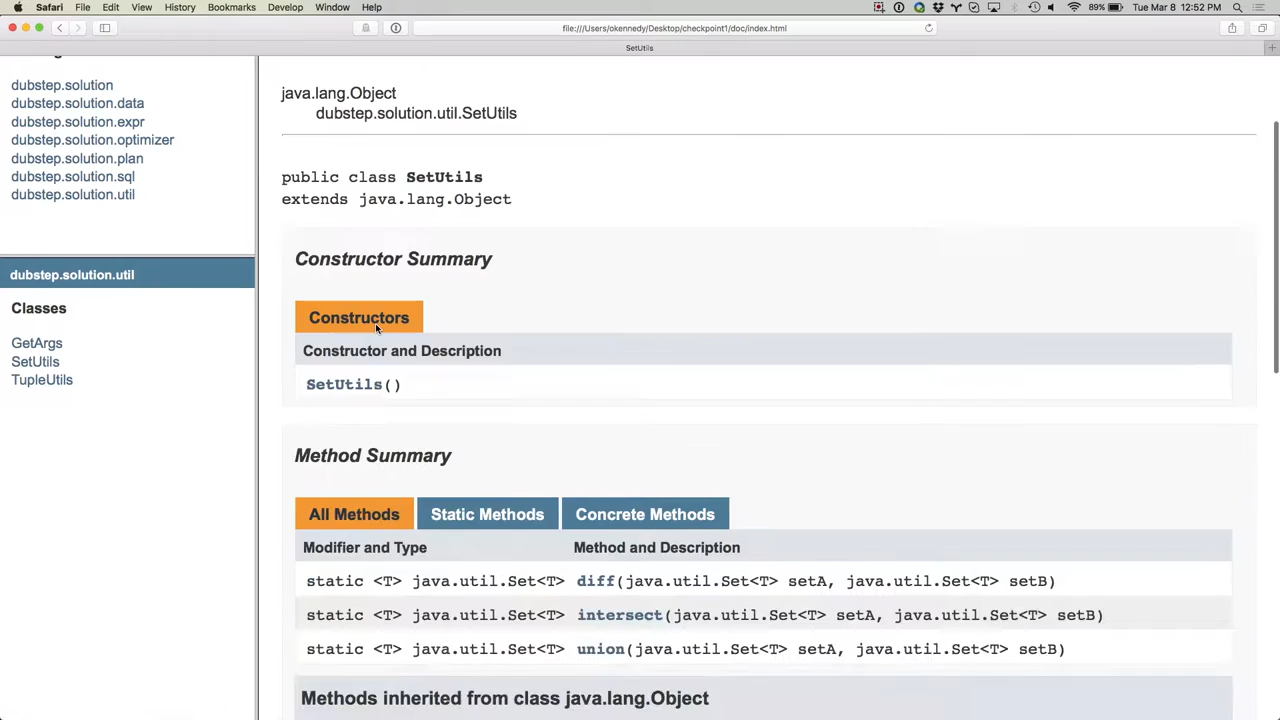 Safari File Edit View History Bookmarks Develop Window Help 89% Tue Mar 8 12:52 PM
file:///Users/okennedy/Desktop/checkpoint1/doc/index.html
SetUtils
dubstep.solution
dubstep.solution.data
dubstep.solution.expr
dubstep.solution.optimizer
dubstep.solution.plan
dubstep.solution.sql
dubstep.solution.util
dubstep.solution.util
Classes
GetArgs
SetUtils
TupleUtils
java.lang.Object
dubstep.solution.util.SetUtils
public class SetUtils
extends java.lang.Object
Constructor Summary
Constructors
Constructor and Description
SetUtils()
Method Summary
All Methods Static Methods Concrete Methods
Modifier and Type Method and Description
static <T> java.util.Set<T> diff(java.util.Set<T> setA, java.util.Set<T> setB)
static <T> java.util.Set<T> intersect(java.util.Set<T> setA, java.util.Set<T> setB)
static <T> java.util.Set<T> union(java.util.Set<T> setA, java.util.Set<T> setB)
Methods inherited from class java.lang.Object